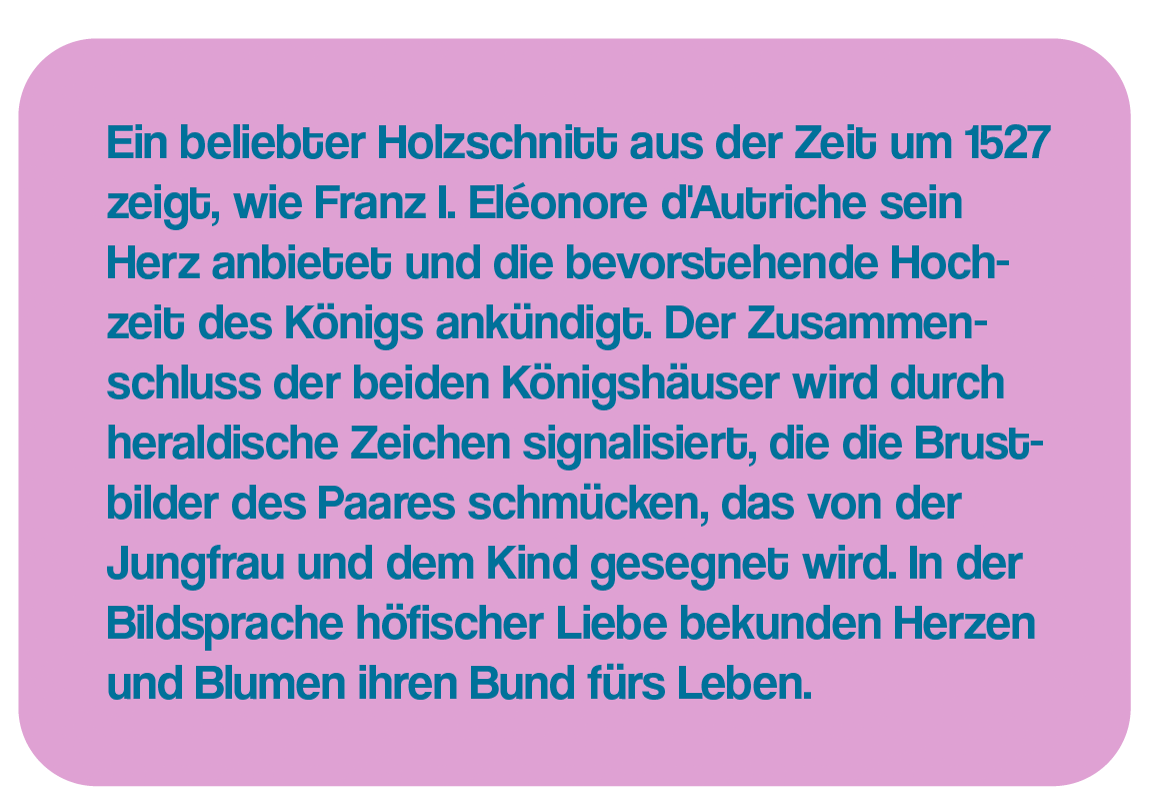 Ein beliebter Holzschnitt aus der Zeit um 1527
zeigt, wie Franz I. Eléonore d'Autriche sein
Herz anbietet und die bevorstehende Hoch-
zeit des Königs ankündigt. Der Zusammen-
schluss der beiden Königshäuser wird durch
heraldische Zeichen signalisiert, die die Brust-
bilder des Paares schmücken, das von der
Jungfrau und dem Kind gesegnet wird. In der
Bildsprache höfischer Liebe bekunden Herzen
und Blumen ihren Bund fürs Leben.